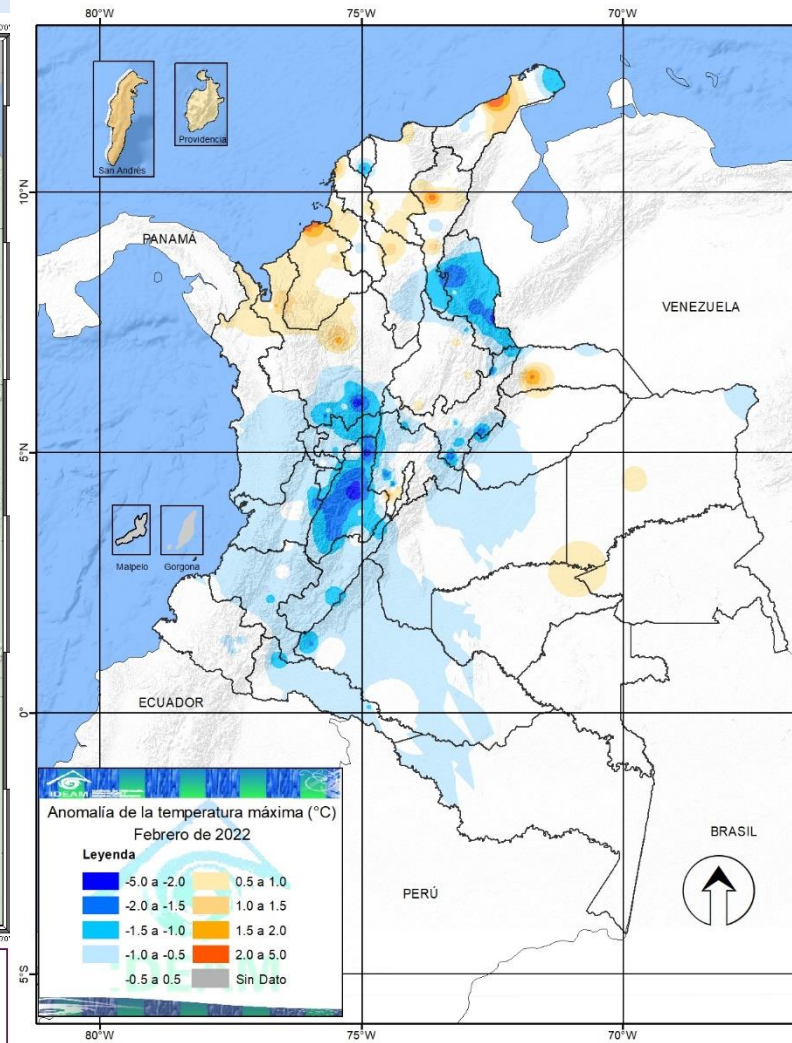 80°W 75°W 70°W
San Andrés
Providencia
10°N
PANAMÁ
VENEZUELA
5°N
Malpelo
Gorgona
0°
ECUADOR
IDEAM
Anomalía de la temperatura máxima (°C)
Febrero de 2022
Leyenda
-5.0 a -2.0 0.5 a 1.0
-2.0 a -1.5 1.0 a 1.5
-1.5 a -1.0 1.5 a 2.0
-1.0 a -0.5 2.0 a 5.0
-0.5 a 0.5 Sin Dato
BRASIL
PERÚ
5°S
80°W 75°W 70°W